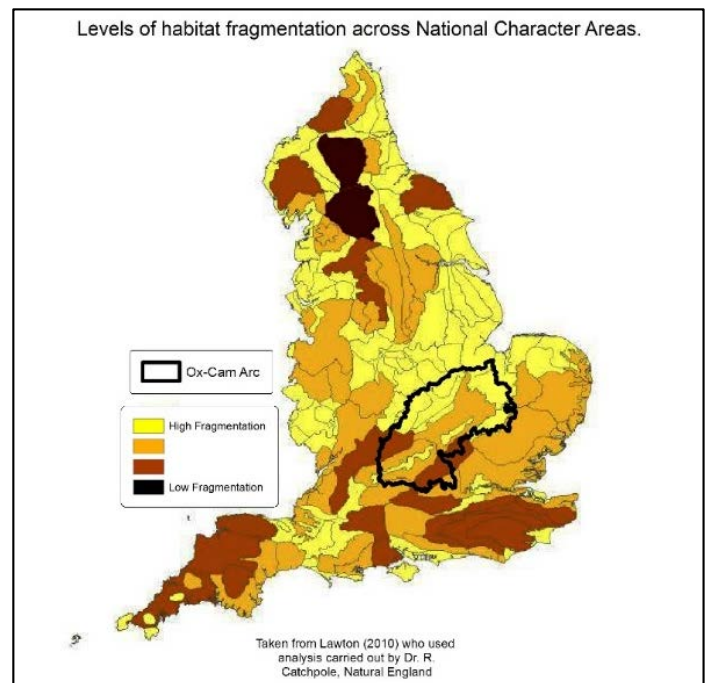 Levels of habitat fragmentation across National Character Areas.
Ox-Cam Arc
High Fragmentation
Low Fragmentation
Taken from Lawton (2010) who used
analysis carried out by Dr. R.
Catchpole, Natural England